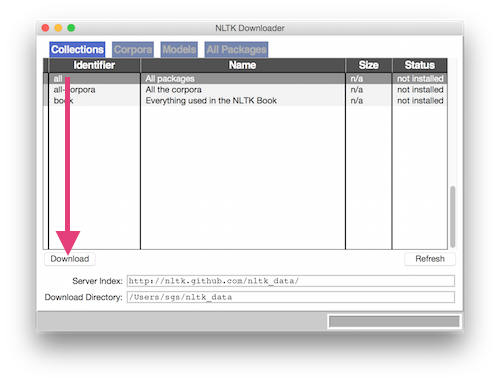 NLTK Downloader
Collections Corpora Models All Packages
Identifier Name Size Status
all All packages n/a not installed
all-corpora All the corpora n/a not installed
book Everything used in the NLTK Book n/a not installed
Download Refresh
Server Index: http://nltk.github.com/nltk_data/
Download Directory: /Users/sgs/nltk_data